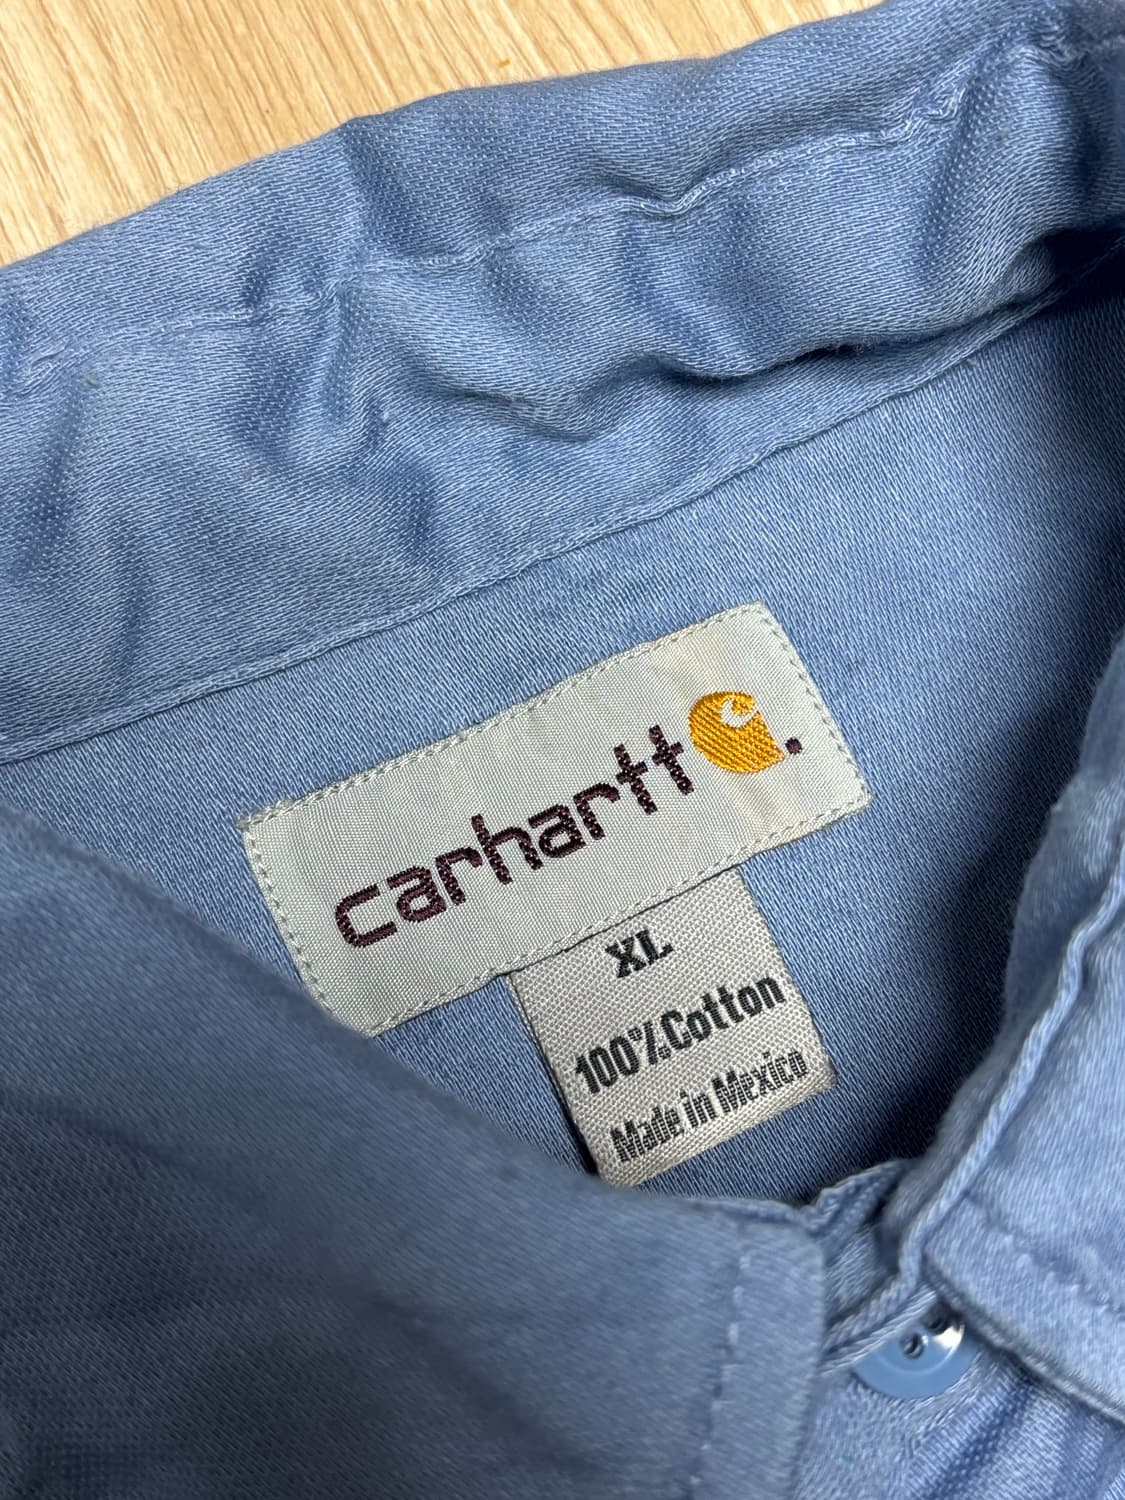 carhartt.
XL
100%Cotton
Made in Mexico